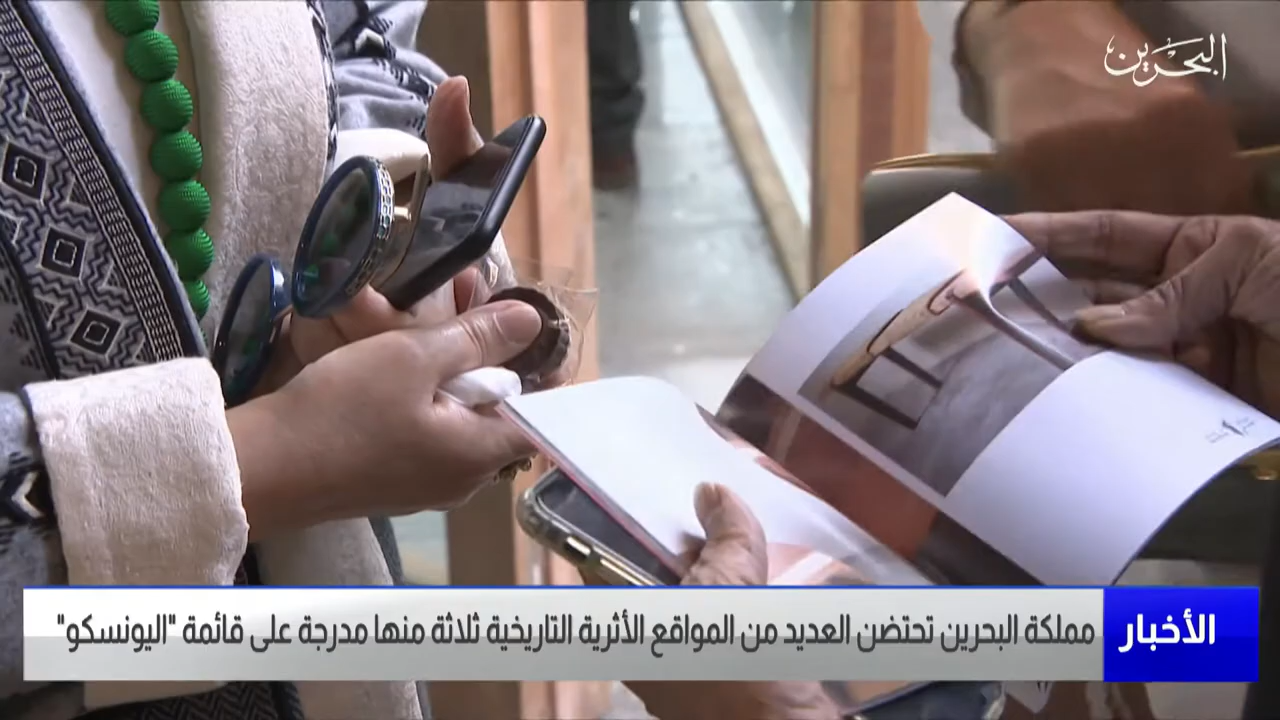 البحرين
الأخبار
مملكة البحرين تحتضن العديد من المواقع الأثرية التاريخية ثلاثة منها مدرجة على قائمة "اليونسكو"